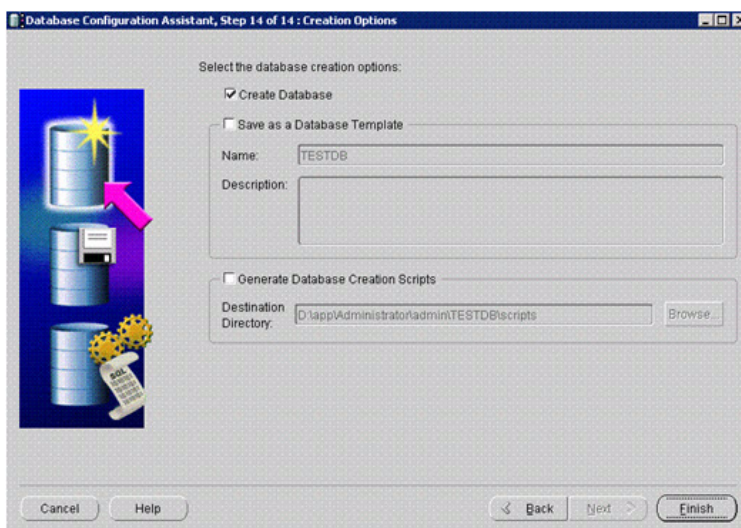 Database Configuration Assistant, Step 14 of 14 : Creation Options
Select the database creation options:
Create Database
Save as a Database Template
Name:
TESTDB
Description:
Generate Database Creation Scripts
Destination
Directory:
D:\app\Administrator\admin\TESTDB\scripts
Browse...
SQL
Cancel
Help
Back
Next
Finish